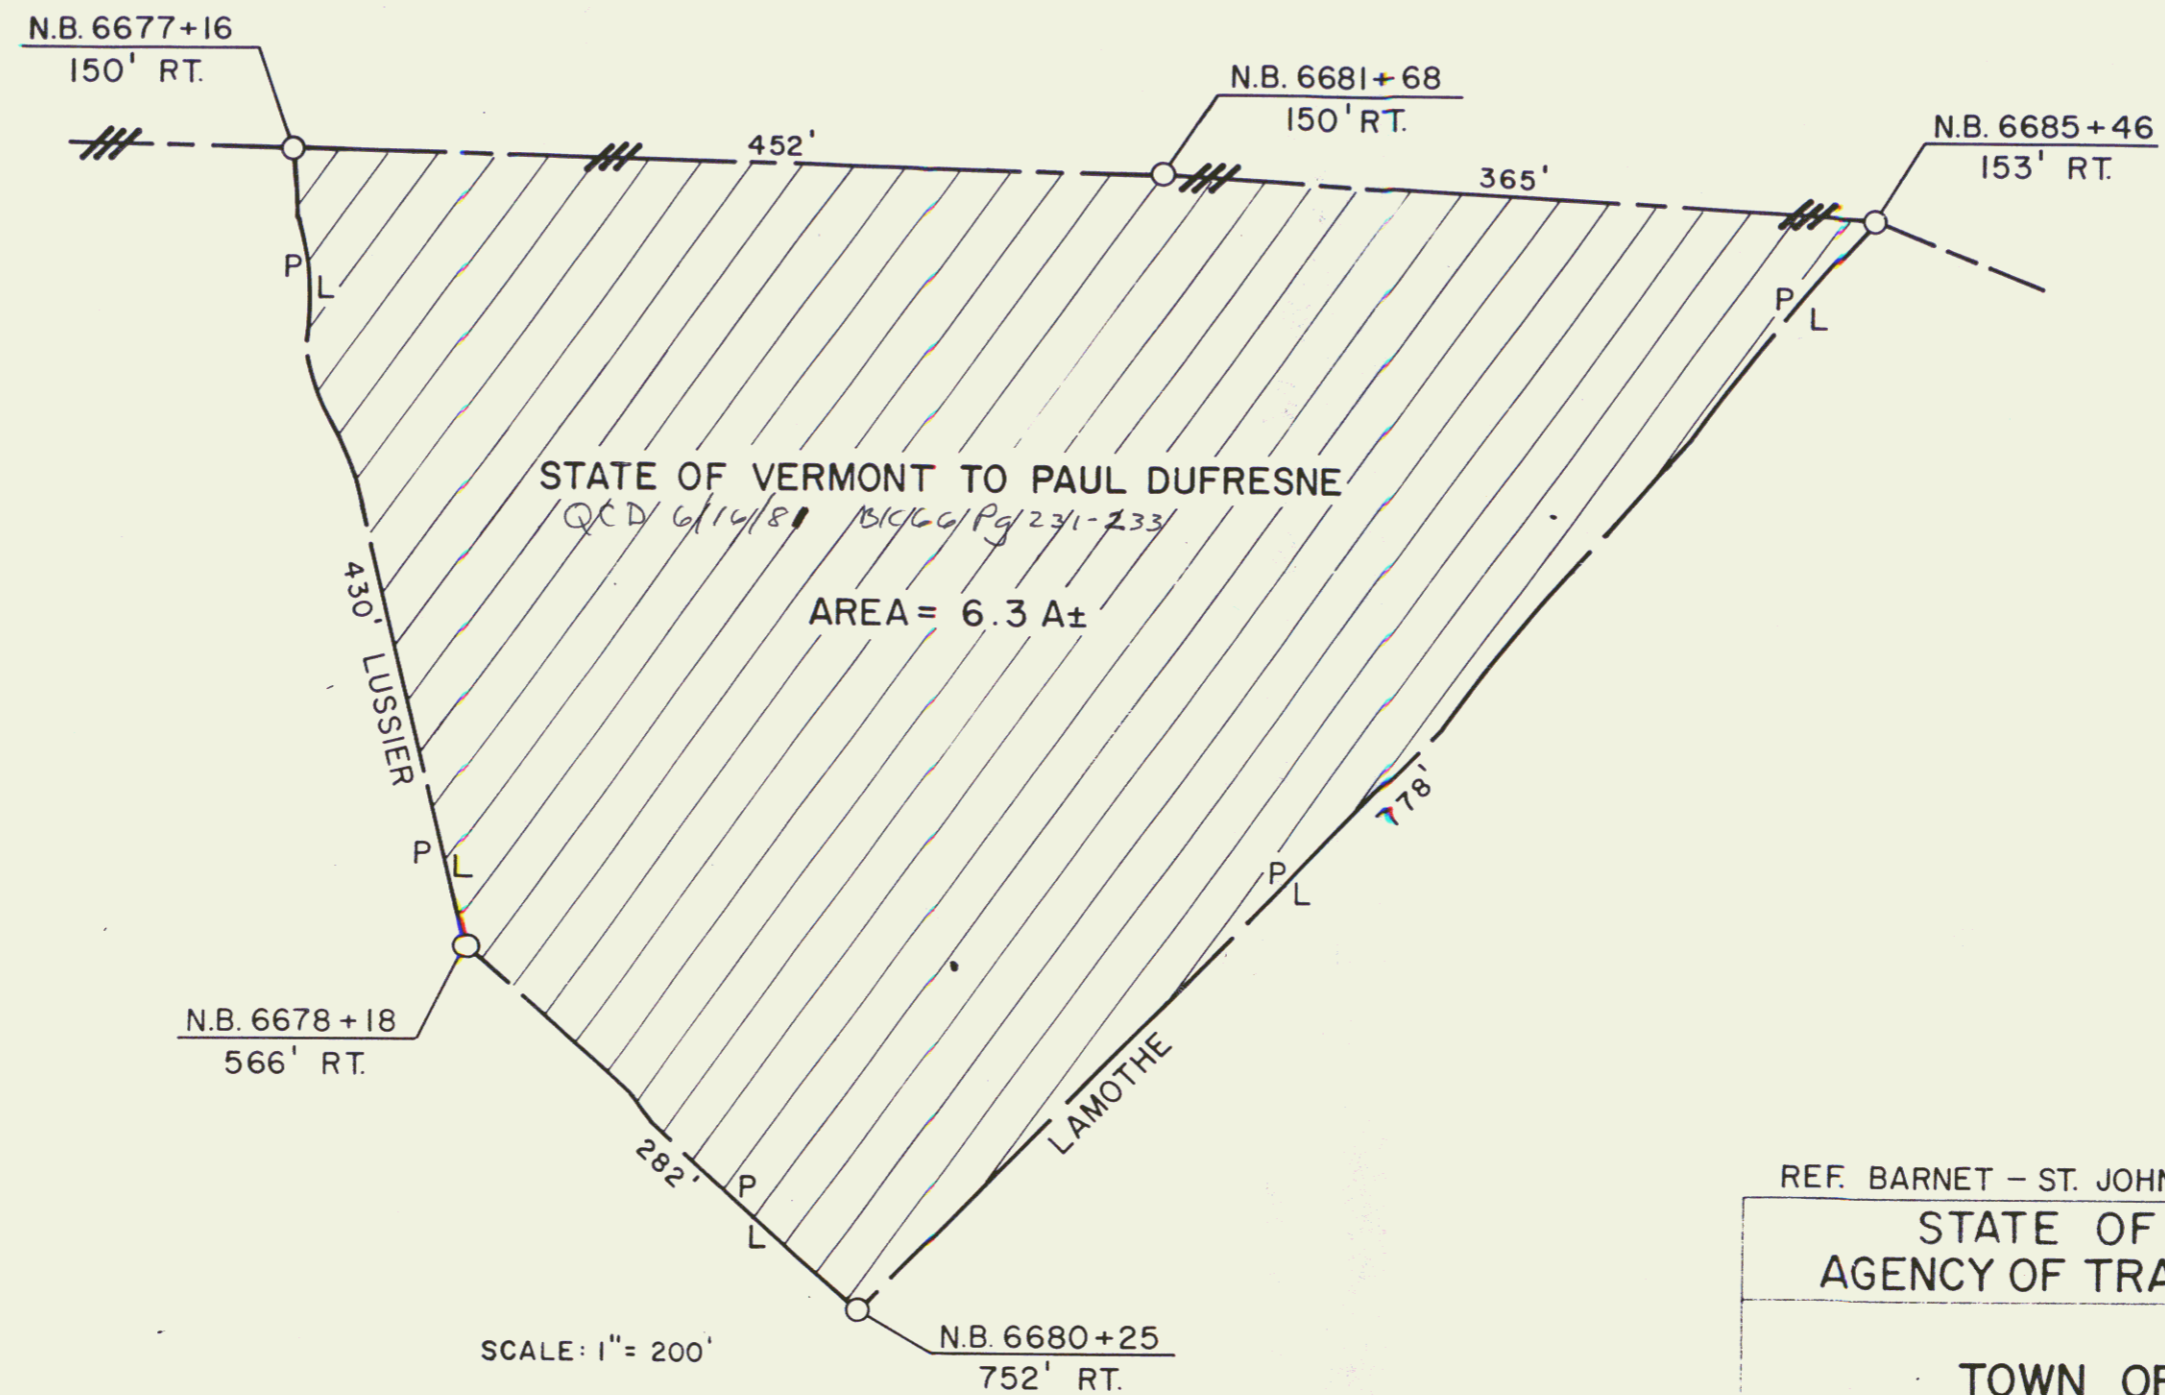 N.B. 6677+16
150' RT.
N.B. 6681+68
150' RT.
N.B. 6685+46
153' RT.
452'
365'
P L
P L
STATE OF VERMONT TO PAUL DUFRESNE
QCD 6/16/81 BK 66 Pg 231-233
AREA = 6.3 A±
430' LUSSIER
778'
P L
P L
LAMOTHE
N.B. 6678+18
566' RT.
282'
P L
N.B. 6680+25
752' RT.
SCALE: 1" = 200'
REF. BARNET – ST. JOHN
STATE OF
AGENCY OF TRA
TOWN OF